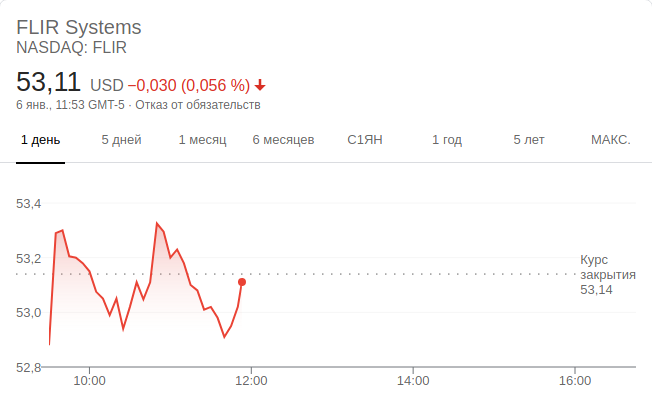 FLIR Systems
NASDAQ: FLIR
53,11 USD −0,030 (0,056 %)
6 янв., 11:53 GMT-5 · Отказ от обязательств
1 день 5 дней 1 месяц 6 месяцев С1ЯН 1 год 5 лет МАКС.
53,4
53,2
53,0
52,8
Курс
закрытия
53,14
10:00 12:00 14:00 16:00